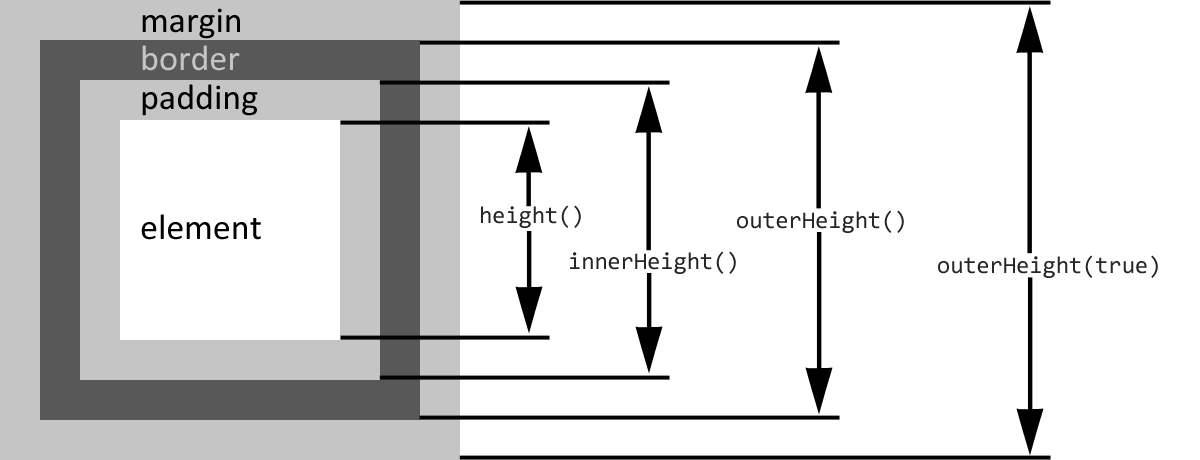 margin
border
padding
element
height()
innerHeight()
outerHeight()
outerHeight(true)